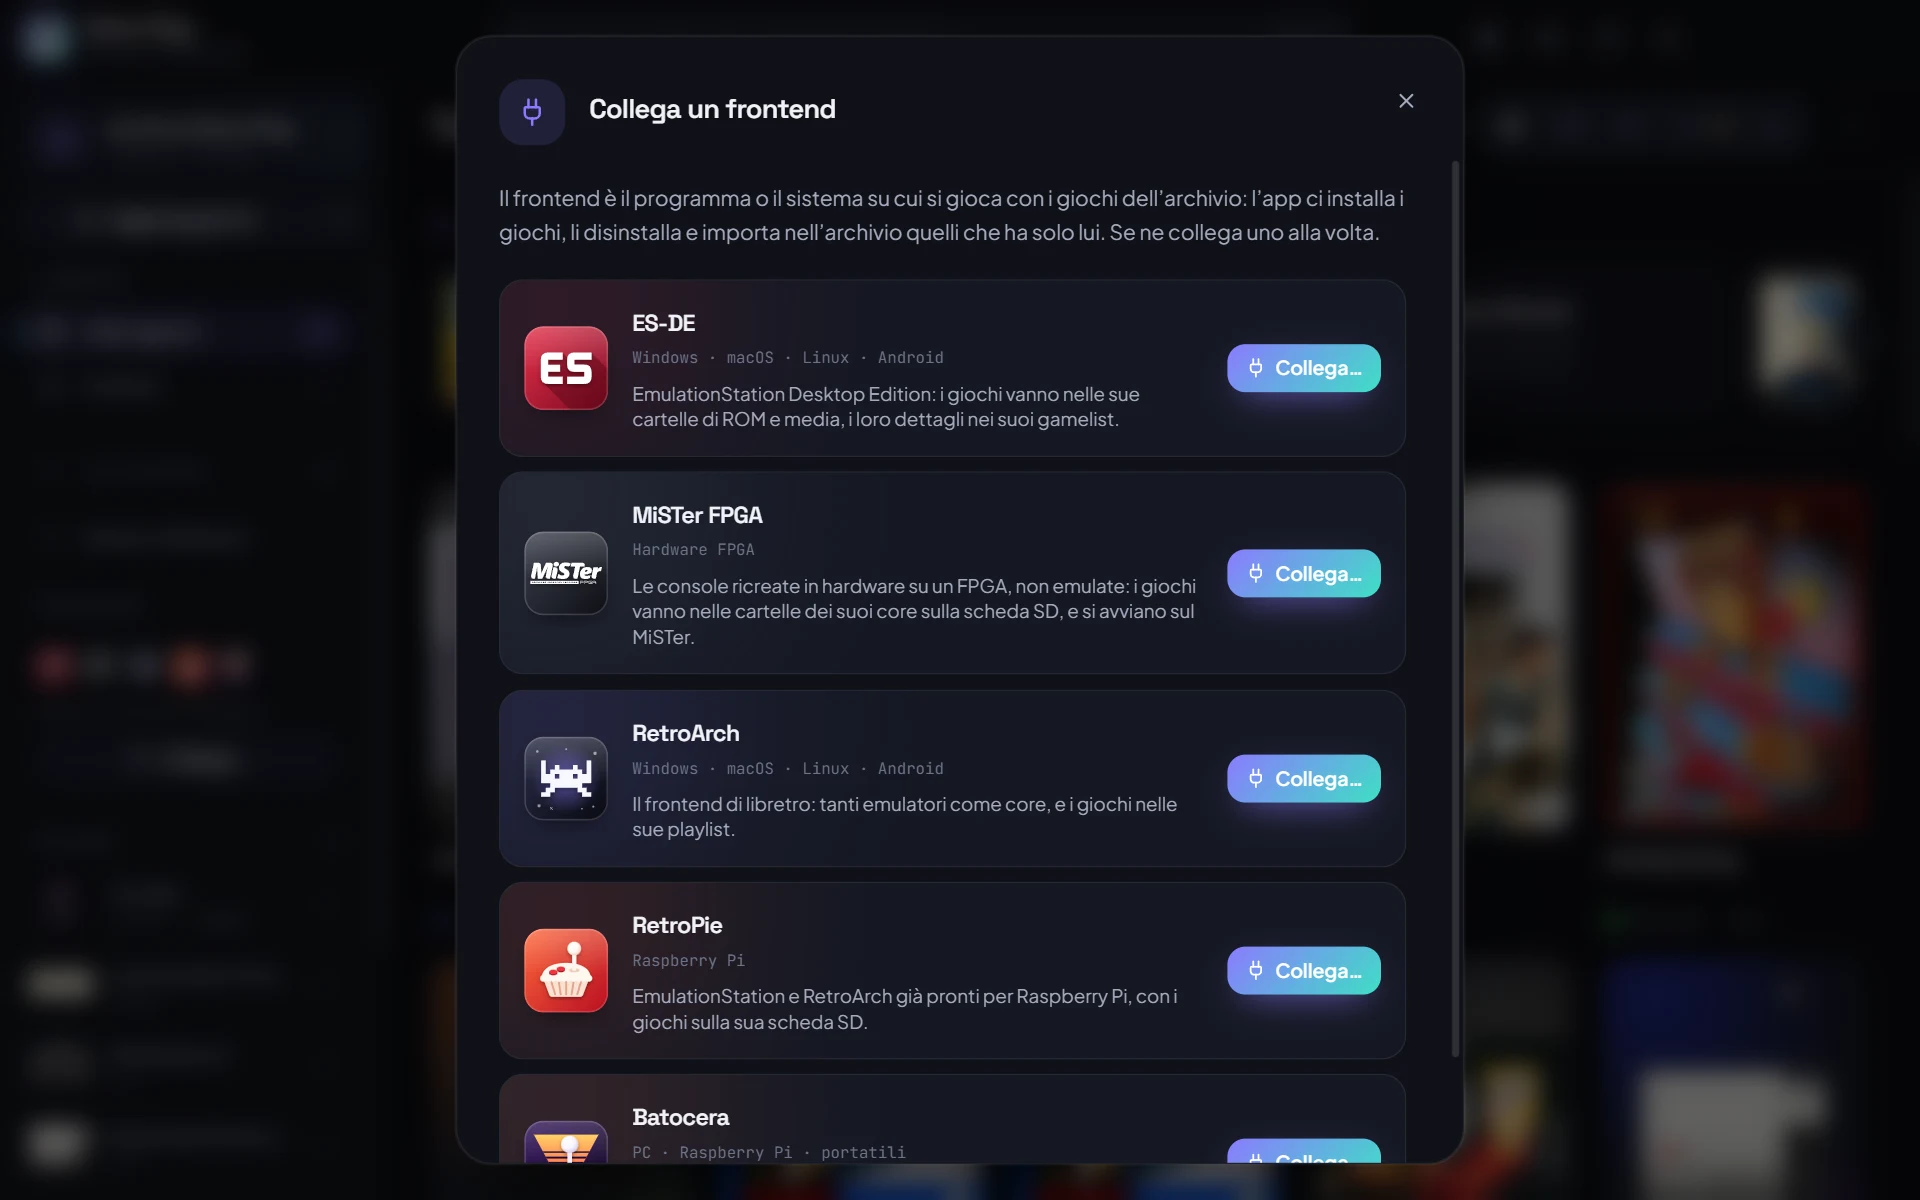 Collega un frontend
Il frontend è il programma o il sistema su cui si gioca con i giochi dell’archivio: l’app ci installa i
giochi, li disinstalla e importa nell’archivio quelli che ha solo lui. Se ne collega uno alla volta.
ES
ES-DE
Windows · macOS · Linux · Android
EmulationStation Desktop Edition: i giochi vanno nelle sue
cartelle di ROM e media, i loro dettagli nei suoi gamelist.
Collega…
MiSTer
MiSTer FPGA
Hardware FPGA
Le console ricreate in hardware su un FPGA, non emulate: i giochi
vanno nelle cartelle dei suoi core sulla scheda SD, e si avviano sul
MiSTer.
Collega…
RetroArch
Windows · macOS · Linux · Android
Il frontend di libretro: tanti emulatori come core, e i giochi nelle
sue playlist.
Collega…
RetroPie
Raspberry Pi
EmulationStation e RetroArch già pronti per Raspberry Pi, con i
giochi sulla sua scheda SD.
Collega…
Batocera
PC · Raspberry Pi · portatili
Collega…